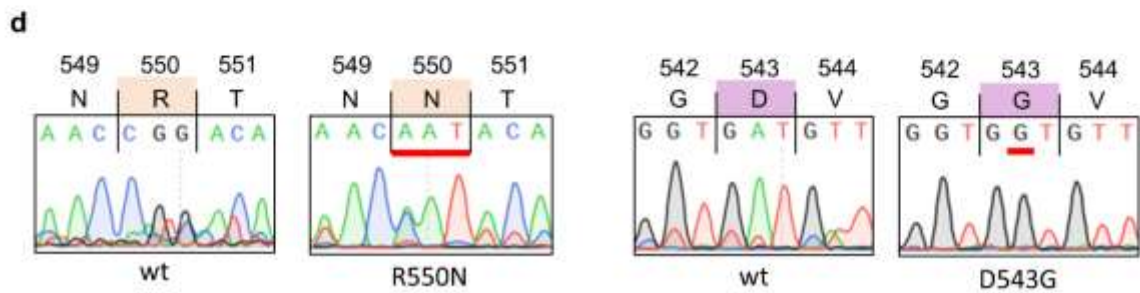 d
549 550 551
N R T
A A C C G G A C A
wt
549 550 551
N N T
A A C A A T A C A
R550N
542 543 544
G D V
G G T G A T G T T
wt
542 543 544
G G V
G G T G G T G T T
D543G